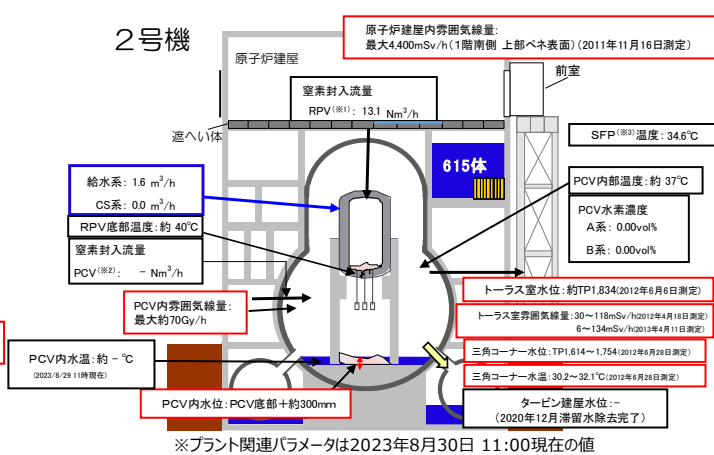 2号機
原子炉建屋内雰囲気線量:
最大4,400mSv/h(1階南側 上部ペネ表面)(2011年11月16日測定)
原子炉建屋
前室
窒素封入流量
RPV(※1): 13.1 Nm3/h
遮へい体
SFP(※3)温度: 34.6℃
615体
給水系: 1.6 m3/h
CS系: 0.0 m3/h
PCV内部温度:約 37℃
PCV水素濃度
A系: 0.00vol%
B系: 0.00vol%
RPV底部温度:約 40℃
窒素封入流量
PCV(※2): - Nm3/h
トーラス室水位:約TP1,834(2012年6月6日測定)
PCV内雰囲気線量:
最大約70Gy/h
トーラス室雰囲気線量:30~118mSv/h(2012年4月18日測定)
6~134mSv/h(2013年4月11日測定)
三角コーナー水位:TP1,614~1,754(2012年6月28日測定)
PCV内水温:約 - ℃
(2023/8/29 11時現在)
三角コーナー水温:30.2~32.1℃(2012年6月28日測定)
PCV内水位:PCV底部+約300mm
タービン建屋水位:-
(2020年12月滞留水除去完了)
※プラント関連パラメータは2023年8月30日 11:00現在の値